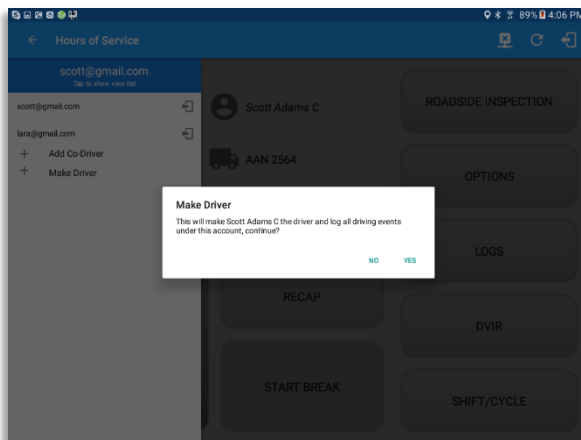 89% 4:06 PM
Hours of Service
scott@gmail.com
Tap to show view list
scott@gmail.com
lara@gmail.com
+ Add Co-Driver
+ Make Driver
Scott Adams C
AAN 2564
ROADSIDE INSPECTION
OPTIONS
LOGS
Make Driver
This will make Scott Adams C the driver and log all driving events
under this account, continue?
NO YES
RECAP
DVIR
START BREAK
SHIFT/CYCLE